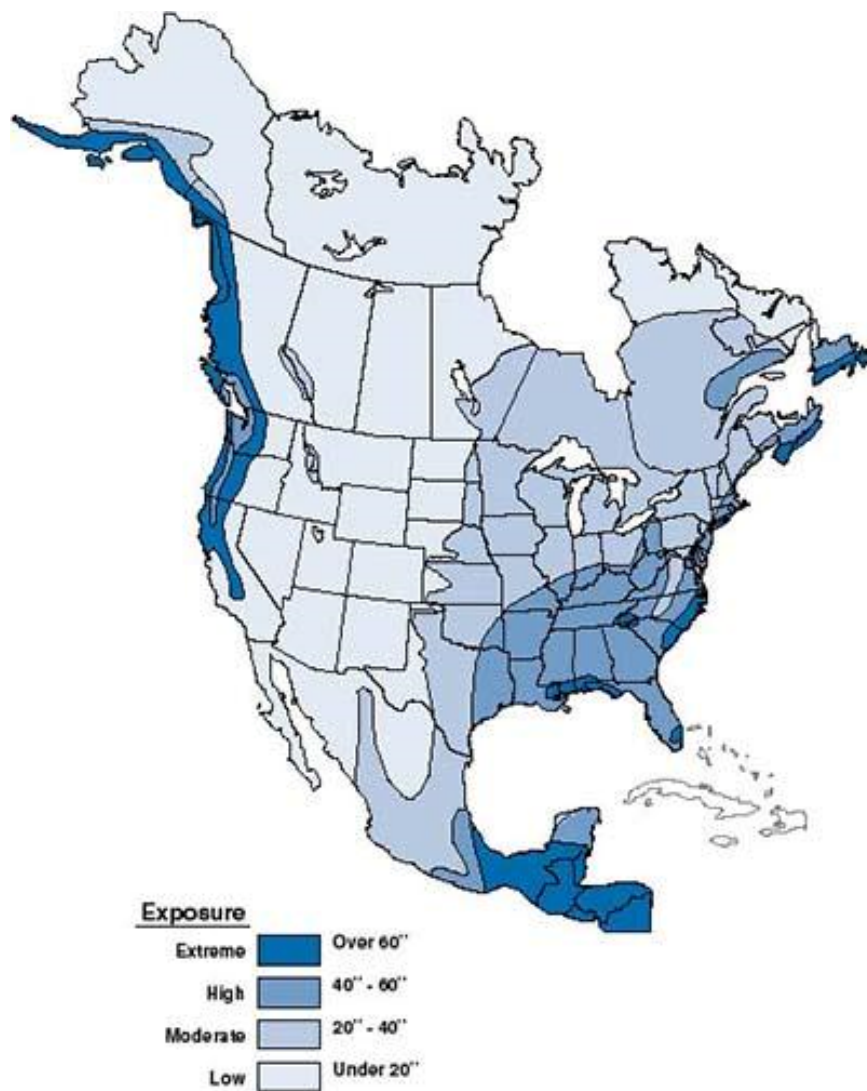 Exposure
Extreme Over 60"
High 40" - 60"
Moderate 20" - 40"
Low Under 20"